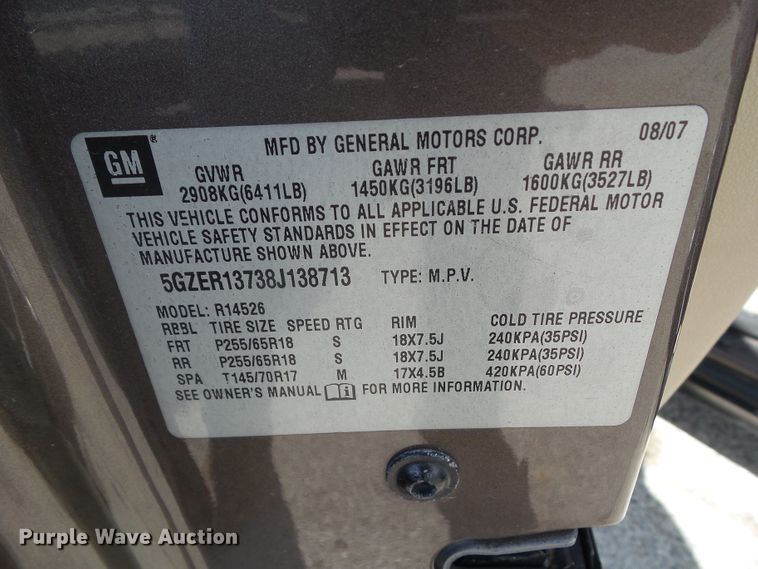 GM®
MFD BY GENERAL MOTORS CORP. 08/07
GVWR GAWR FRT GAWR RR
2908KG(6411LB) 1450KG(3196LB) 1600KG(3527LB)
THIS VEHICLE CONFORMS TO ALL APPLICABLE U.S. FEDERAL MOTOR
VEHICLE SAFETY STANDARDS IN EFFECT ON THE DATE OF
MANUFACTURE SHOWN ABOVE.
5GZER13738J138713 TYPE: M.P.V.
MODEL: R14526
RBBL TIRE SIZE SPEED RTG RIM COLD TIRE PRESSURE
FRT P255/65R18 S 18X7.5J 240KPA(35PSI)
RR P255/65R18 S 18X7.5J 240KPA(35PSI)
SPA T145/70R17 M 17X4.5B 420KPA(60PSI)
SEE OWNER'S MANUAL FOR MORE INFORMATION.
Purple Wave Auction